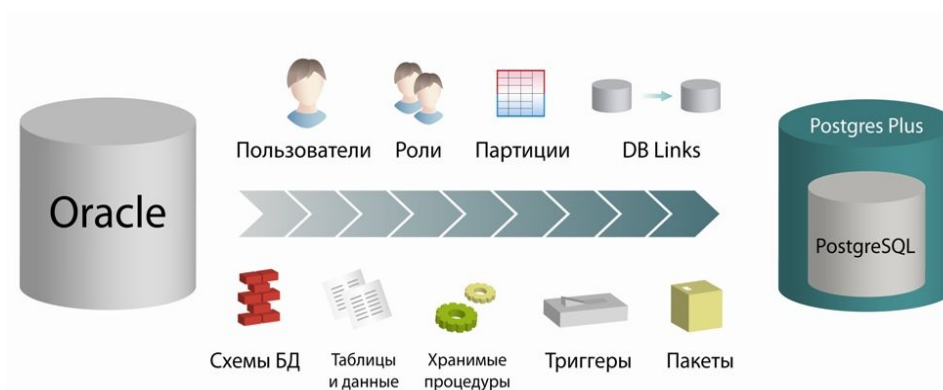 Oracle
Пользователи
Роли
Партиции
DB Links
Postgres Plus
PostgreSQL
Схемы БД
Таблицы
и данные
Хранимые
процедуры
Триггеры
Пакеты